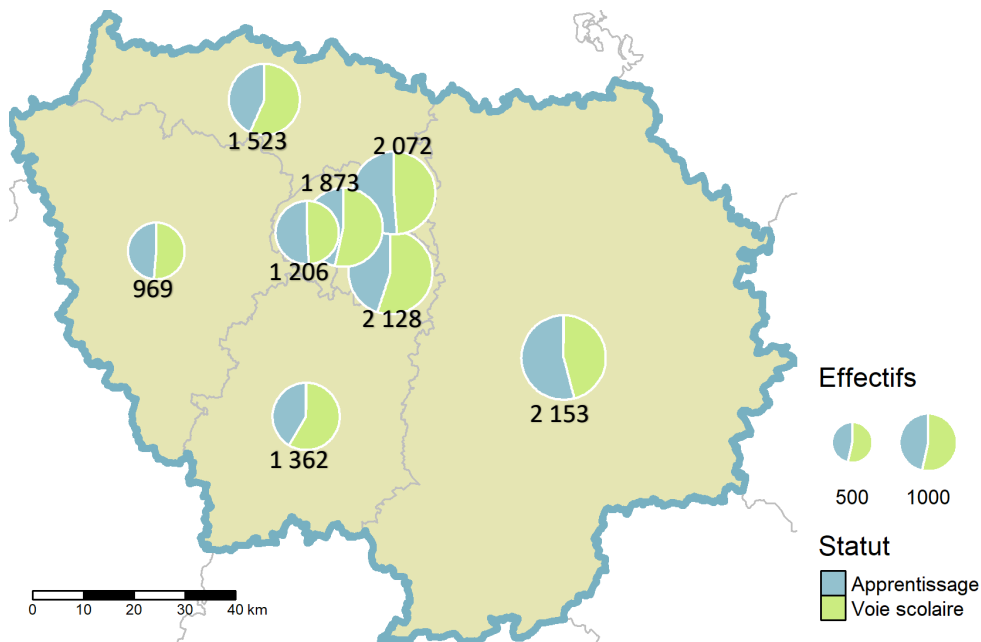 1 523
2 072
1 873
1 206
969
2 128
2 153
1 362
Effectifs
500 1000
Statut
Apprentissage
Voie scolaire
0 10 20 30 40 km